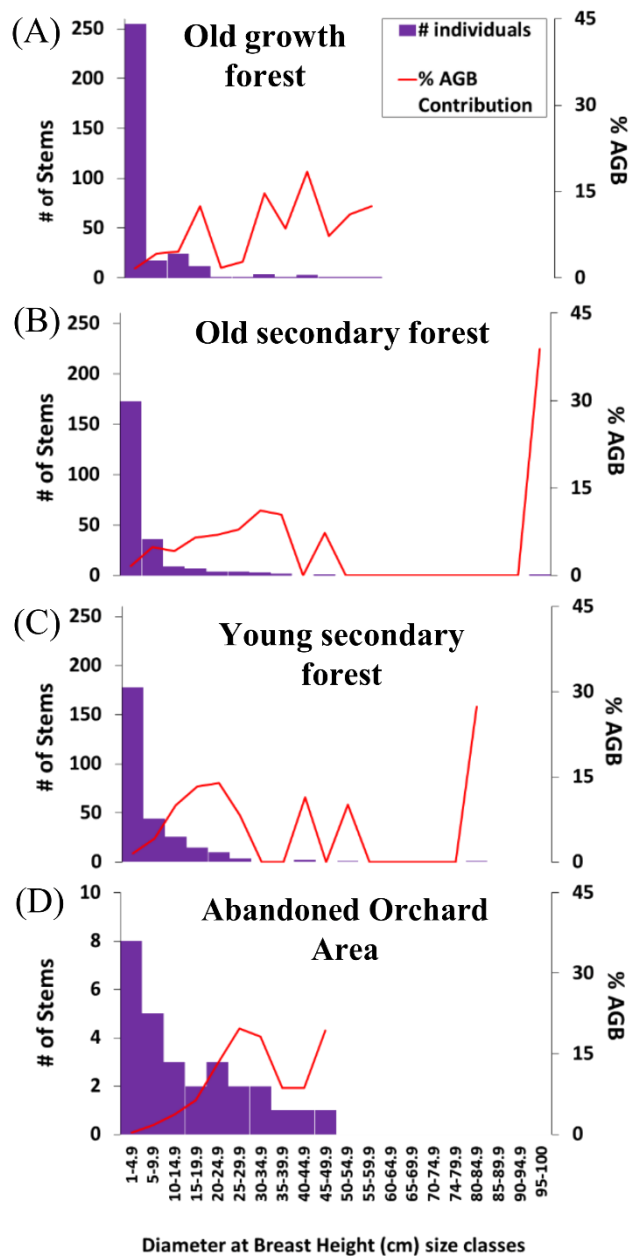 (A)
Old growth
forest
# individuals
% AGB
Contribution
250
200
150
100
50
0
# of Stems
45
30
15
0
% AGB
(B)
Old secondary forest
250
200
150
100
50
0
# of Stems
45
30
15
0
% AGB
(C)
Young secondary
forest
250
200
150
100
50
0
# of Stems
45
30
15
0
% AGB
(D)
Abandoned Orchard
Area
10
8
6
4
2
0
# of Stems
45
30
15
0
% AGB
1-4.9
5-9.9
10-14.9
15-19.9
20-24.9
25-29.9
30-34.9
35-39.9
40-44.9
45-49.9
50-54.9
55-59.9
60-64.9
65-69.9
70-74.9
74-79.9
80-84.9
85-89.9
90-94.9
95-100
Diameter at Breast Height (cm) size classes